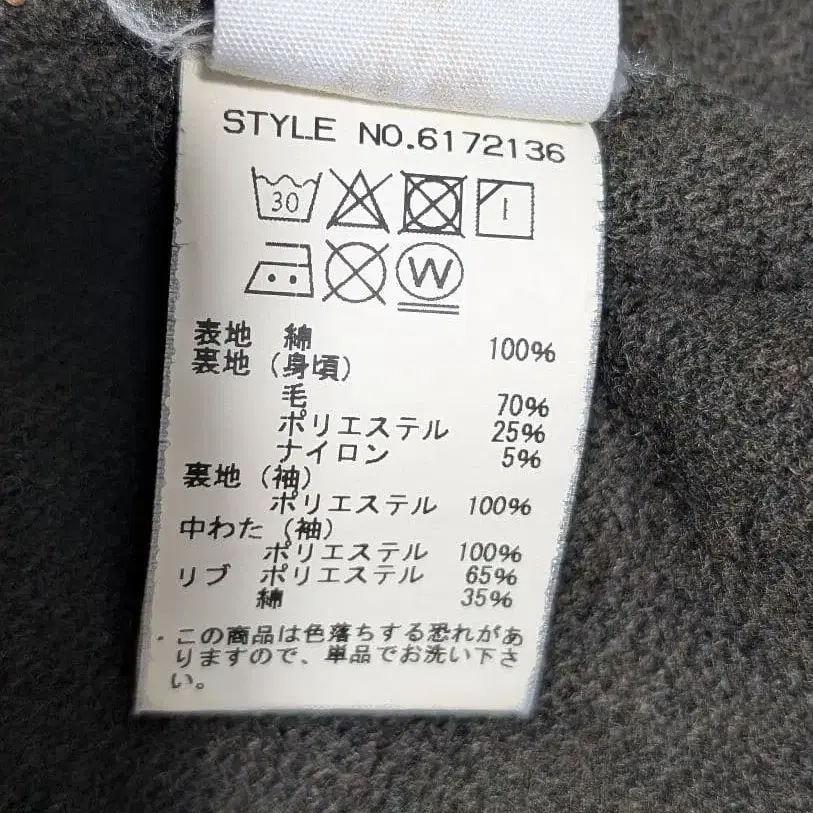 STYLE NO.6172136
30
W
表地 綿 100%
裏地 (身頃)
毛 70%
ポリエステル 25%
ナイロン 5%
裏地 (袖)
ポリエステル 100%
中わた (袖)
ポリエステル 100%
リブ ポリエステル 65%
綿 35%
・この商品は色落ちする恐れがあ
りますので、単品でお洗い下さ
い。